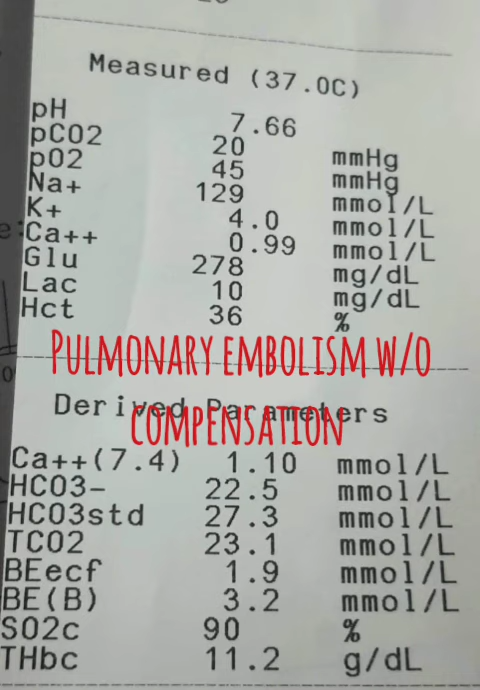 Measured (37.0C)
pH 7.66
pCO2 20 mmHg
pO2 45 mmHg
Na+ 129 mmol/L
K+ 4.0 mmol/L
Ca++ 0.99 mmol/L
Glu 278 mg/dL
Lac 10 mg/dL
Hct 36 %
PULMONARY EMBOLISM W/O
COMPENSATION
Derived Parameters
Ca++(7.4) 1.10 mmol/L
HCO3- 22.5 mmol/L
HCO3std 27.3 mmol/L
TCO2 23.1 mmol/L
BEecf 1.9 mmol/L
BE(B) 3.2 mmol/L
SO2c 90 %
THbc 11.2 g/dL